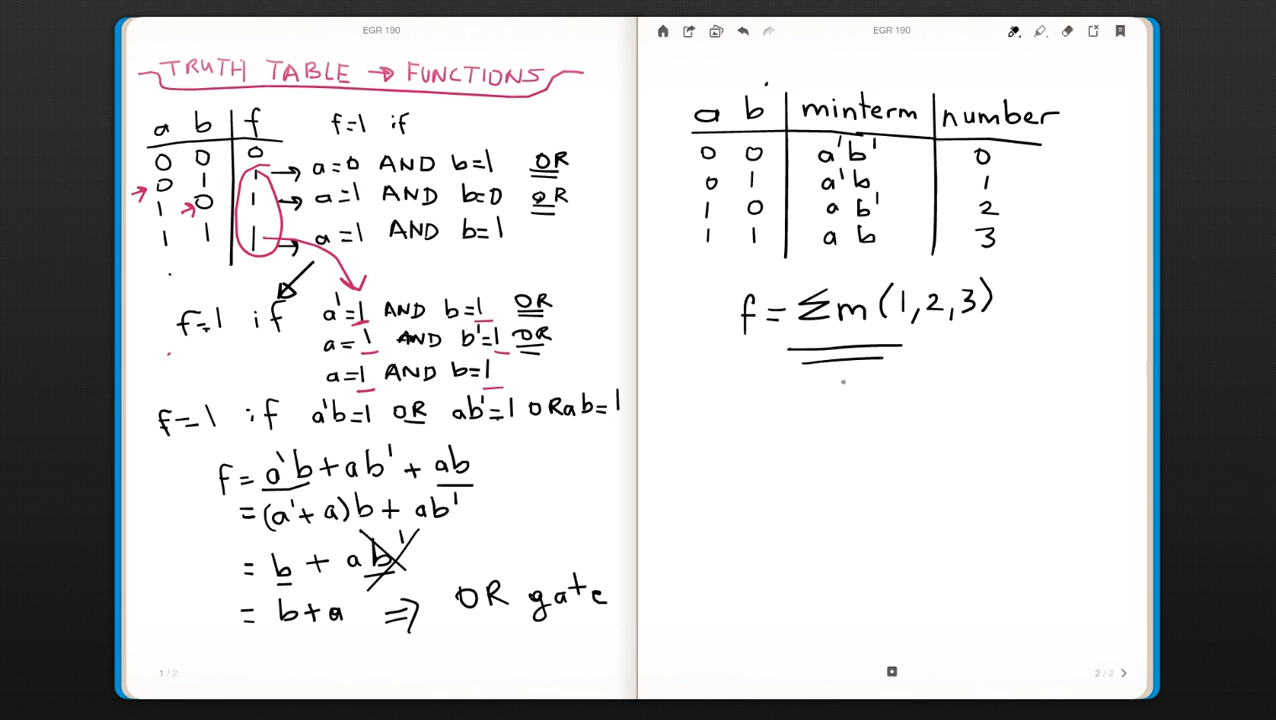 EGR 190
TRUTH TABLE → FUNCTIONS
a b f f=1 if
0 0 0
0 1 1 → a=0 AND b=1 OR
1 0 1 → a=1 AND b=0 OR
1 1 1 → a=1 AND b=1
f=1 if a'=1 AND b=1 OR
a=1 AND b'=1 OR
a=1 AND b=1
f=1 if a'b=1 OR ab'=1 OR ab=1
f= a'b+ab' + ab
= (a'+a)b + ab'
= b + ab'
= b+a ⇒ OR gate
1/2
EGR 190
a b minterm number
0 0 a'b' 0
0 1 a'b 1
1 0 a b' 2
1 1 a b 3
f = Σm (1,2,3)
2/2